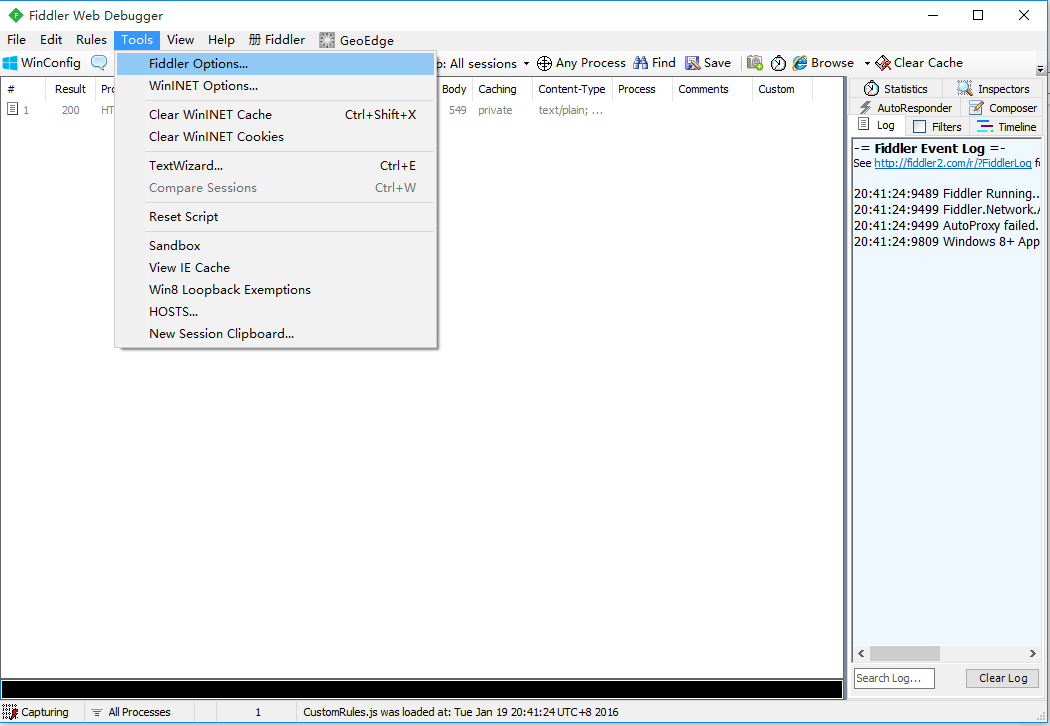 Fiddler Web Debugger
File Edit Rules Tools View Help Fiddler GeoEdge
WinConfig : All sessions Any Process Find Save Browse Clear Cache
Fiddler Options...
WinINET Options...
Clear WinINET Cache Ctrl+Shift+X
Clear WinINET Cookies
TextWizard... Ctrl+E
Compare Sessions Ctrl+W
Reset Script
Sandbox
View IE Cache
Win8 Loopback Exemptions
HOSTS...
New Session Clipboard...
# Result Body Caching Content-Type Process Comments Custom
1 200 HT 549 private text/plain; ...
Statistics Inspectors
AutoResponder Composer
Log Filters Timeline
-= Fiddler Event Log =-
See http://fiddler2.com/r/?FiddlerLog
20:41:24:9489 Fiddler Running..
20:41:24:9499 Fiddler.Network.
20:41:24:9499 AutoProxy failed.
20:41:24:9809 Windows 8+ App
Search Log... Clear Log
Capturing All Processes 1 CustomRules.js was loaded at: Tue Jan 19 20:41:24 UTC+8 2016